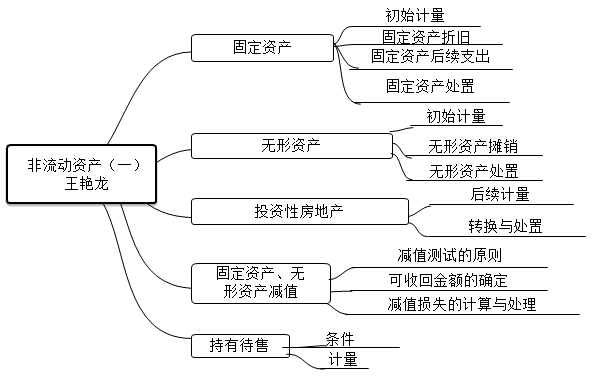 非流动资产（一）
王艳龙
固定资产
初始计量
固定资产折旧
固定资产后续支出
固定资产处置
无形资产
初始计量
无形资产摊销
无形资产处置
投资性房地产
后续计量
转换与处置
固定资产、无
形资产减值
减值测试的原则
可收回金额的确定
减值损失的计算与处理
持有待售
条件
计量